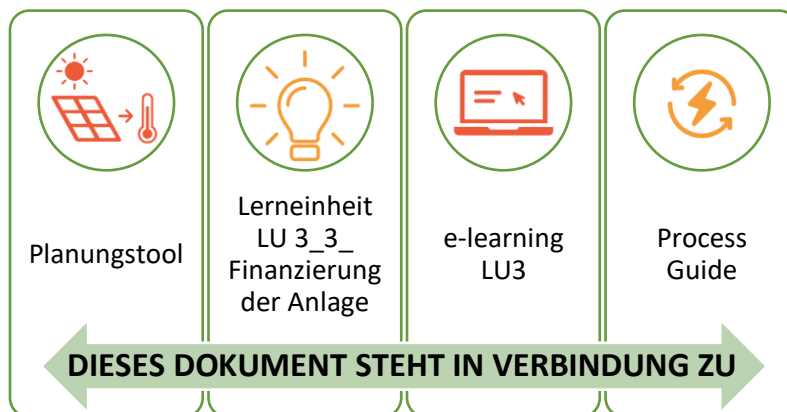 Planungstool
Lerneinheit
LU 3_3_
Finanzierung
der Anlage
e-learning
LU3
Process
Guide
DIESES DOKUMENT STEHT IN VERBINDUNG ZU